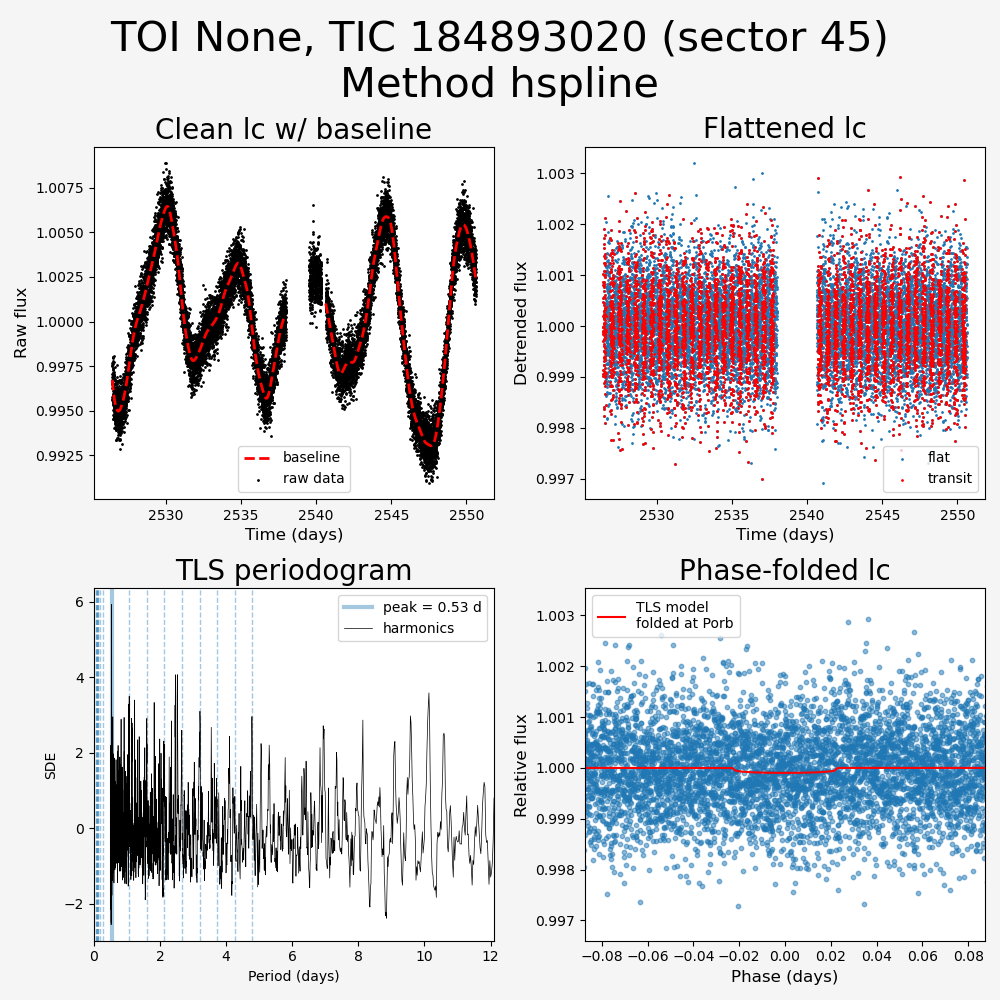 TOI None, TIC 184893020 (sector 45)
Method hspline
Clean lc w/ baseline
Raw flux
1.0075
1.0050
1.0025
1.0000
0.9975
0.9950
0.9925
baseline
raw data
2530 2535 2540 2545 2550
Time (days)
Flattened lc
Detrended flux
1.003
1.002
1.001
1.000
0.999
0.998
0.997
flat
transit
2530 2535 2540 2545 2550
Time (days)
TLS periodogram
SDE
6
4
2
0
−2
peak = 0.53 d
harmonics
0 2 4 6 8 10 12
Period (days)
Phase-folded lc
Relative flux
1.003
1.002
1.001
1.000
0.999
0.998
0.997
TLS model
folded at Porb
−0.08 −0.06 −0.04 −0.02 0.00 0.02 0.04 0.06 0.08
Phase (days)